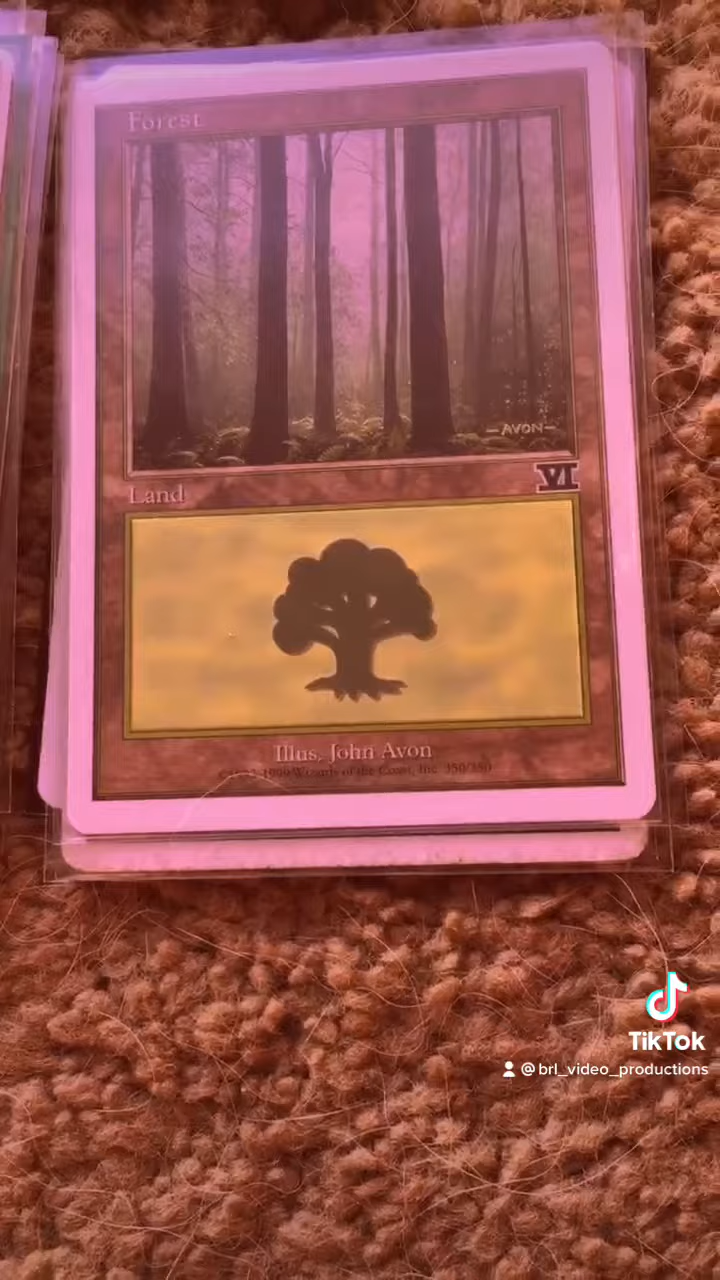 Forest
–AVON–
Land
VI
Illus. John Avon
1999 Wizards of the Coast, Inc. 350/350
TikTok
@brl_video_productions